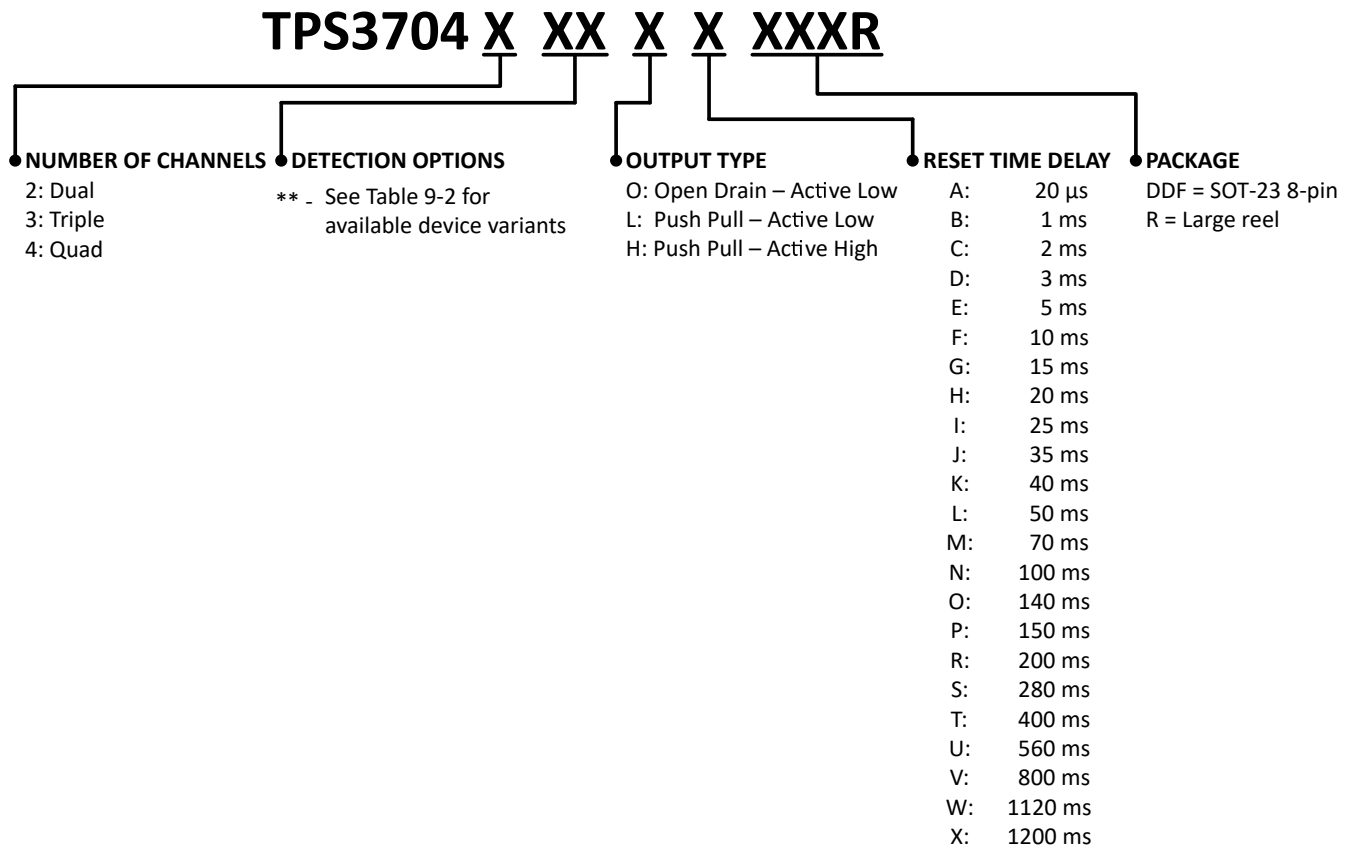 TPS3704 X XX X X XXXR
NUMBER OF CHANNELS
2: Dual
3: Triple
4: Quad
DETECTION OPTIONS
** - See Table 9-2 for
available device variants
OUTPUT TYPE
O: Open Drain – Active Low
L: Push Pull – Active Low
H: Push Pull – Active High
RESET TIME DELAY
A: 20 µs
B: 1 ms
C: 2 ms
D: 3 ms
E: 5 ms
F: 10 ms
G: 15 ms
H: 20 ms
I: 25 ms
J: 35 ms
K: 40 ms
L: 50 ms
M: 70 ms
N: 100 ms
O: 140 ms
P: 150 ms
R: 200 ms
S: 280 ms
T: 400 ms
U: 560 ms
V: 800 ms
W: 1120 ms
X: 1200 ms
PACKAGE
DDF = SOT-23 8-pin
R = Large reel